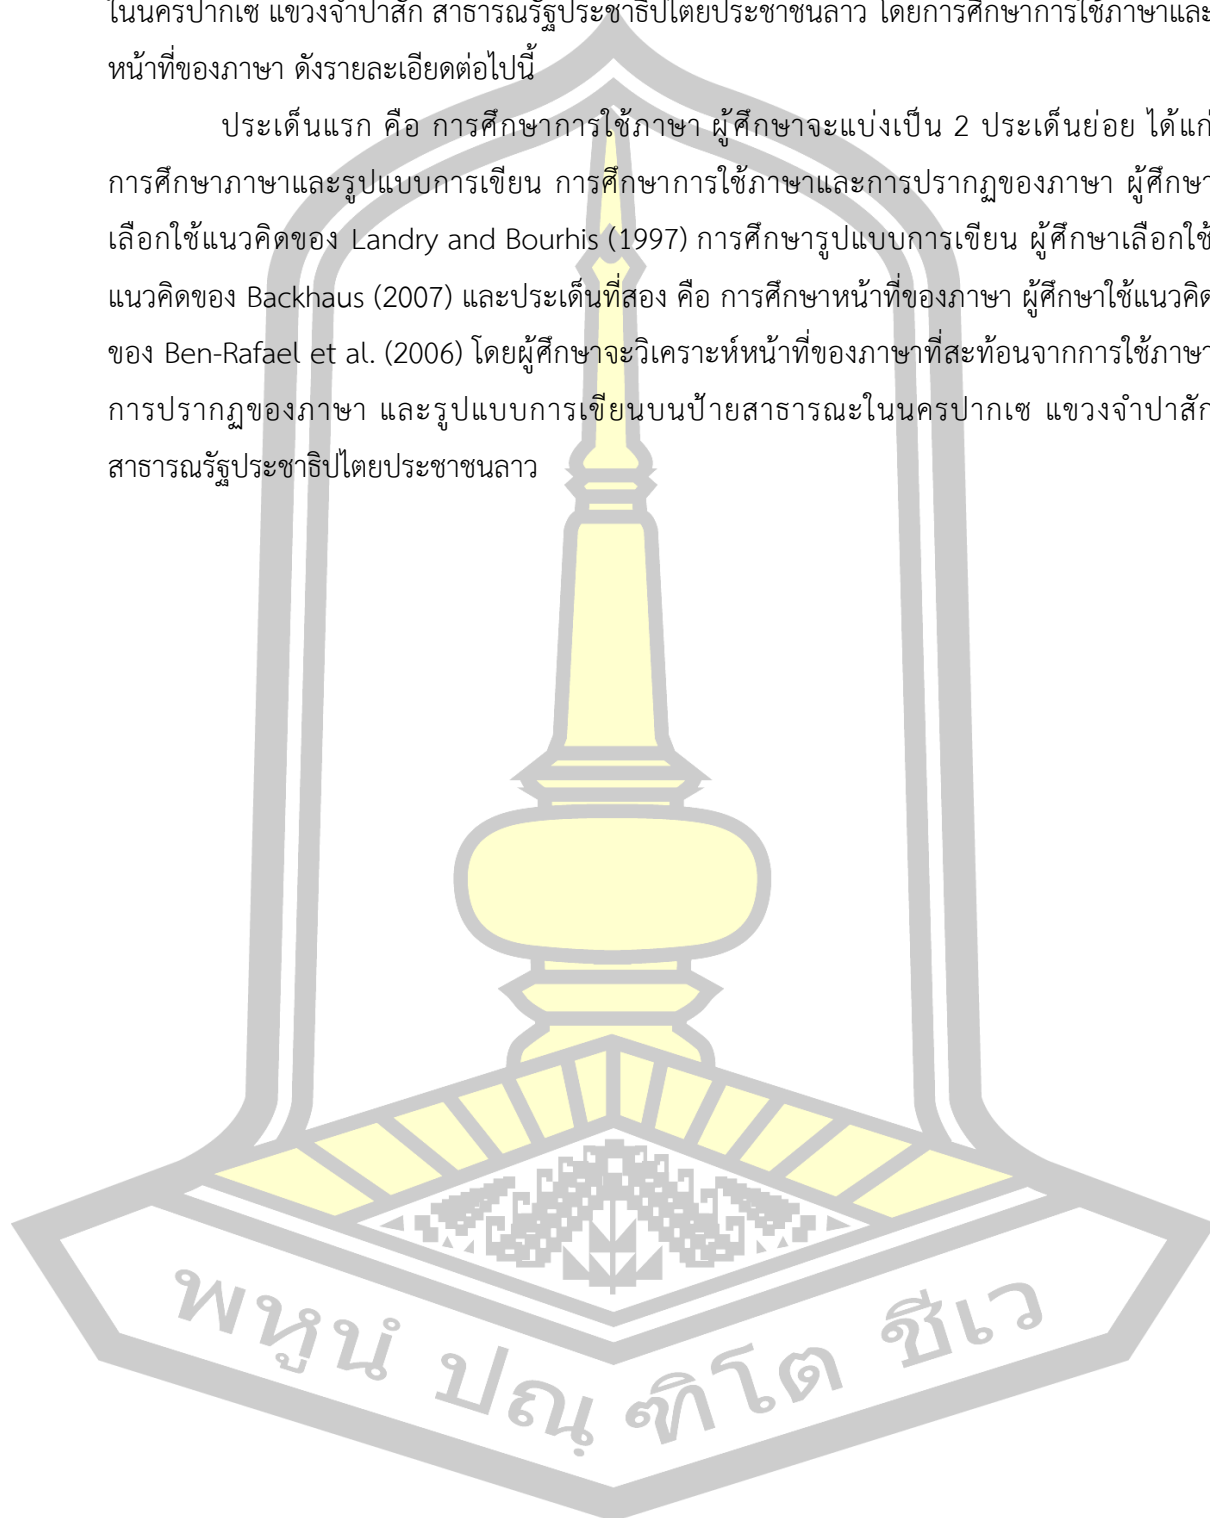 ในนครปากเซ แขวงจำปาสัก สาธารณรัฐประชาธิปไตยประชาชนลาว โดยการศึกษาการใช้ภาษาและ
หน้าที่ของภาษา ดังรายละเอียดต่อไปนี้
ประเด็นแรก คือ การศึกษาการใช้ภาษา ผู้ศึกษาจะแบ่งเป็น 2 ประเด็นย่อย ได้แก่
การศึกษาภาษาและรูปแบบการเขียน การศึกษาการใช้ภาษาและการปรากฏของภาษา ผู้ศึกษา
เลือกใช้แนวคิดของ Landry and Bourhis (1997) การศึกษารูปแบบการเขียน ผู้ศึกษาเลือกใช้
แนวคิดของ Backhaus (2007) และประเด็นที่สอง คือ การศึกษาหน้าที่ของภาษา ผู้ศึกษาใช้แนวคิด
ของ Ben-Rafael et al. (2006) โดยผู้ศึกษาจะวิเคราะห์หน้าที่ของภาษาที่สะท้อนจากการใช้ภาษา
การปรากฏของภาษา และรูปแบบการเขียนบนป้ายสาธารณะในนครปากเซ แขวงจำปาสัก
สาธารณรัฐประชาธิปไตยประชาชนลาว
พหูนํ ปณฺฑิโต ชีเว